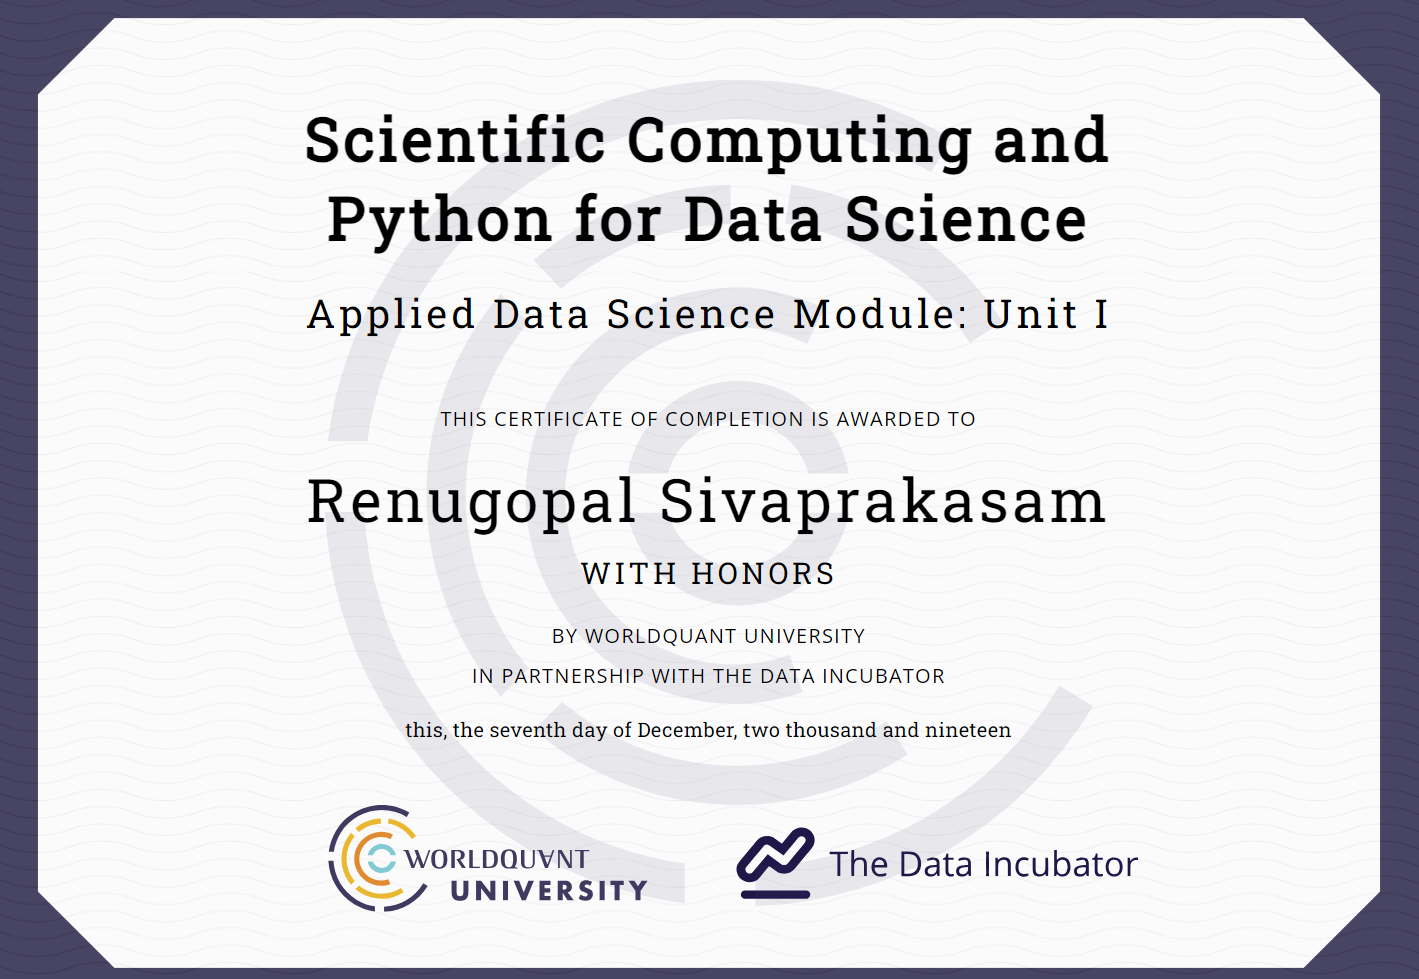 Scientific Computing and
Python for Data Science
Applied Data Science Module: Unit I
THIS CERTIFICATE OF COMPLETION IS AWARDED TO
Renugopal Sivaprakasam
WITH HONORS
BY WORLDQUANT UNIVERSITY
IN PARTNERSHIP WITH THE DATA INCUBATOR
this, the seventh day of December, two thousand and nineteen
WORLDQUANT
UNIVERSITY
The Data Incubator